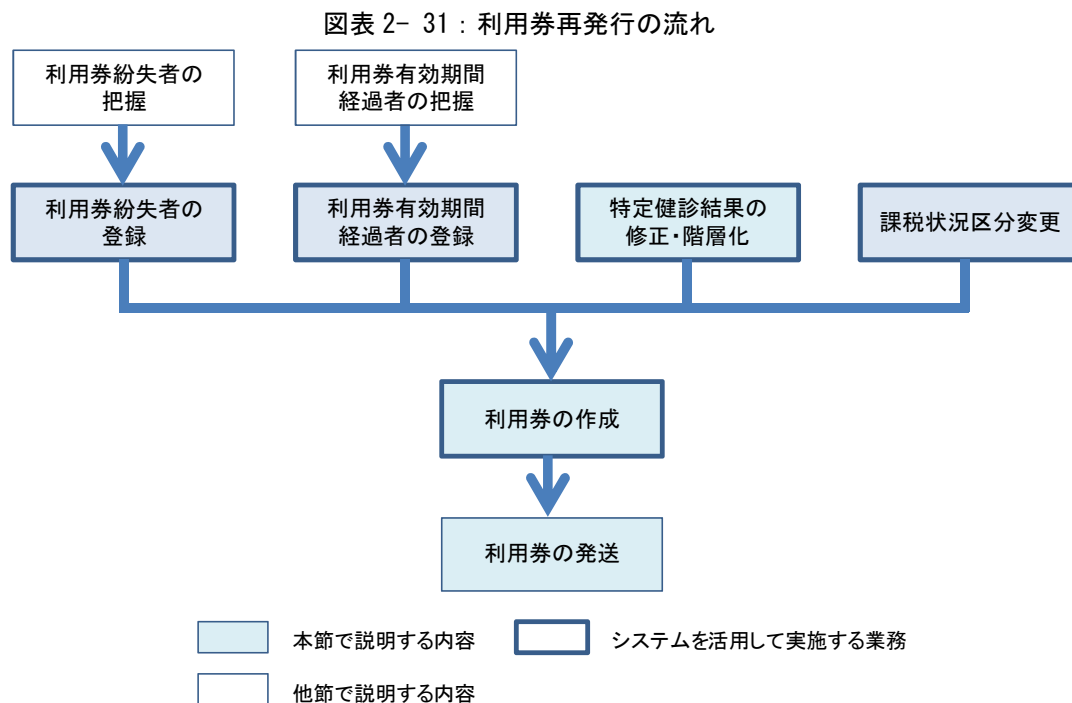 図表 2- 31 : 利用券再発行の流れ
利用券紛失者の
把握
利用券有効期間
経過者の把握
利用券紛失者の
登録
利用券有効期間
経過者の登録
特定健診結果の
修正・階層化
課税状況区分変更
利用券の作成
利用券の発送
本節で説明する内容
システムを活用して実施する業務
他節で説明する内容